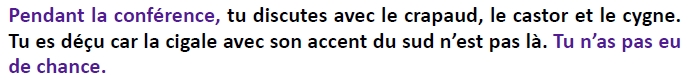 Pendant la conférence, tu discutes avec le crapaud, le castor et le cygne.
Tu es déçu car la cigale avec son accent du sud n'est pas là. Tu n'as pas eu
de chance.